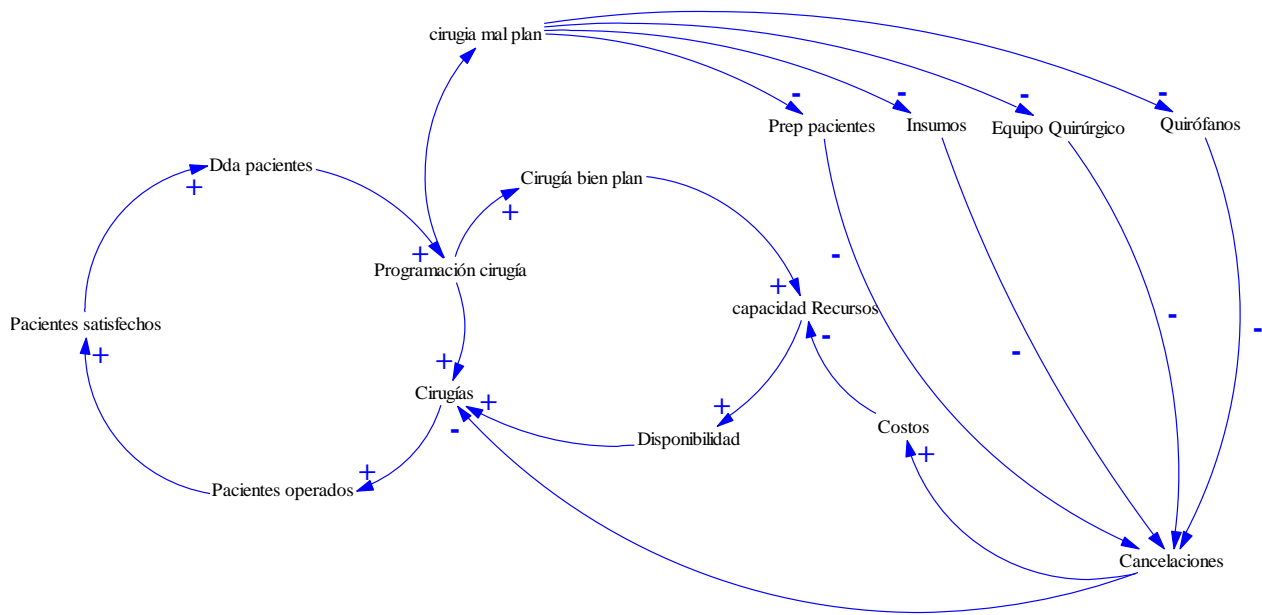 cirugia mal plan
-
-
-
-
Prep pacientes
Insumos
Equipo Quirúrgico
Quirófanos
Dda pacientes
+
Cirugía bien plan
+
+
Programación cirugía
-
+
capacidad Recursos
-
-
-
-
Pacientes satisfechos
+
+
Cirugías
+
-
+
Disponibilidad
Costos
+
+
Pacientes operados
Cancelaciones